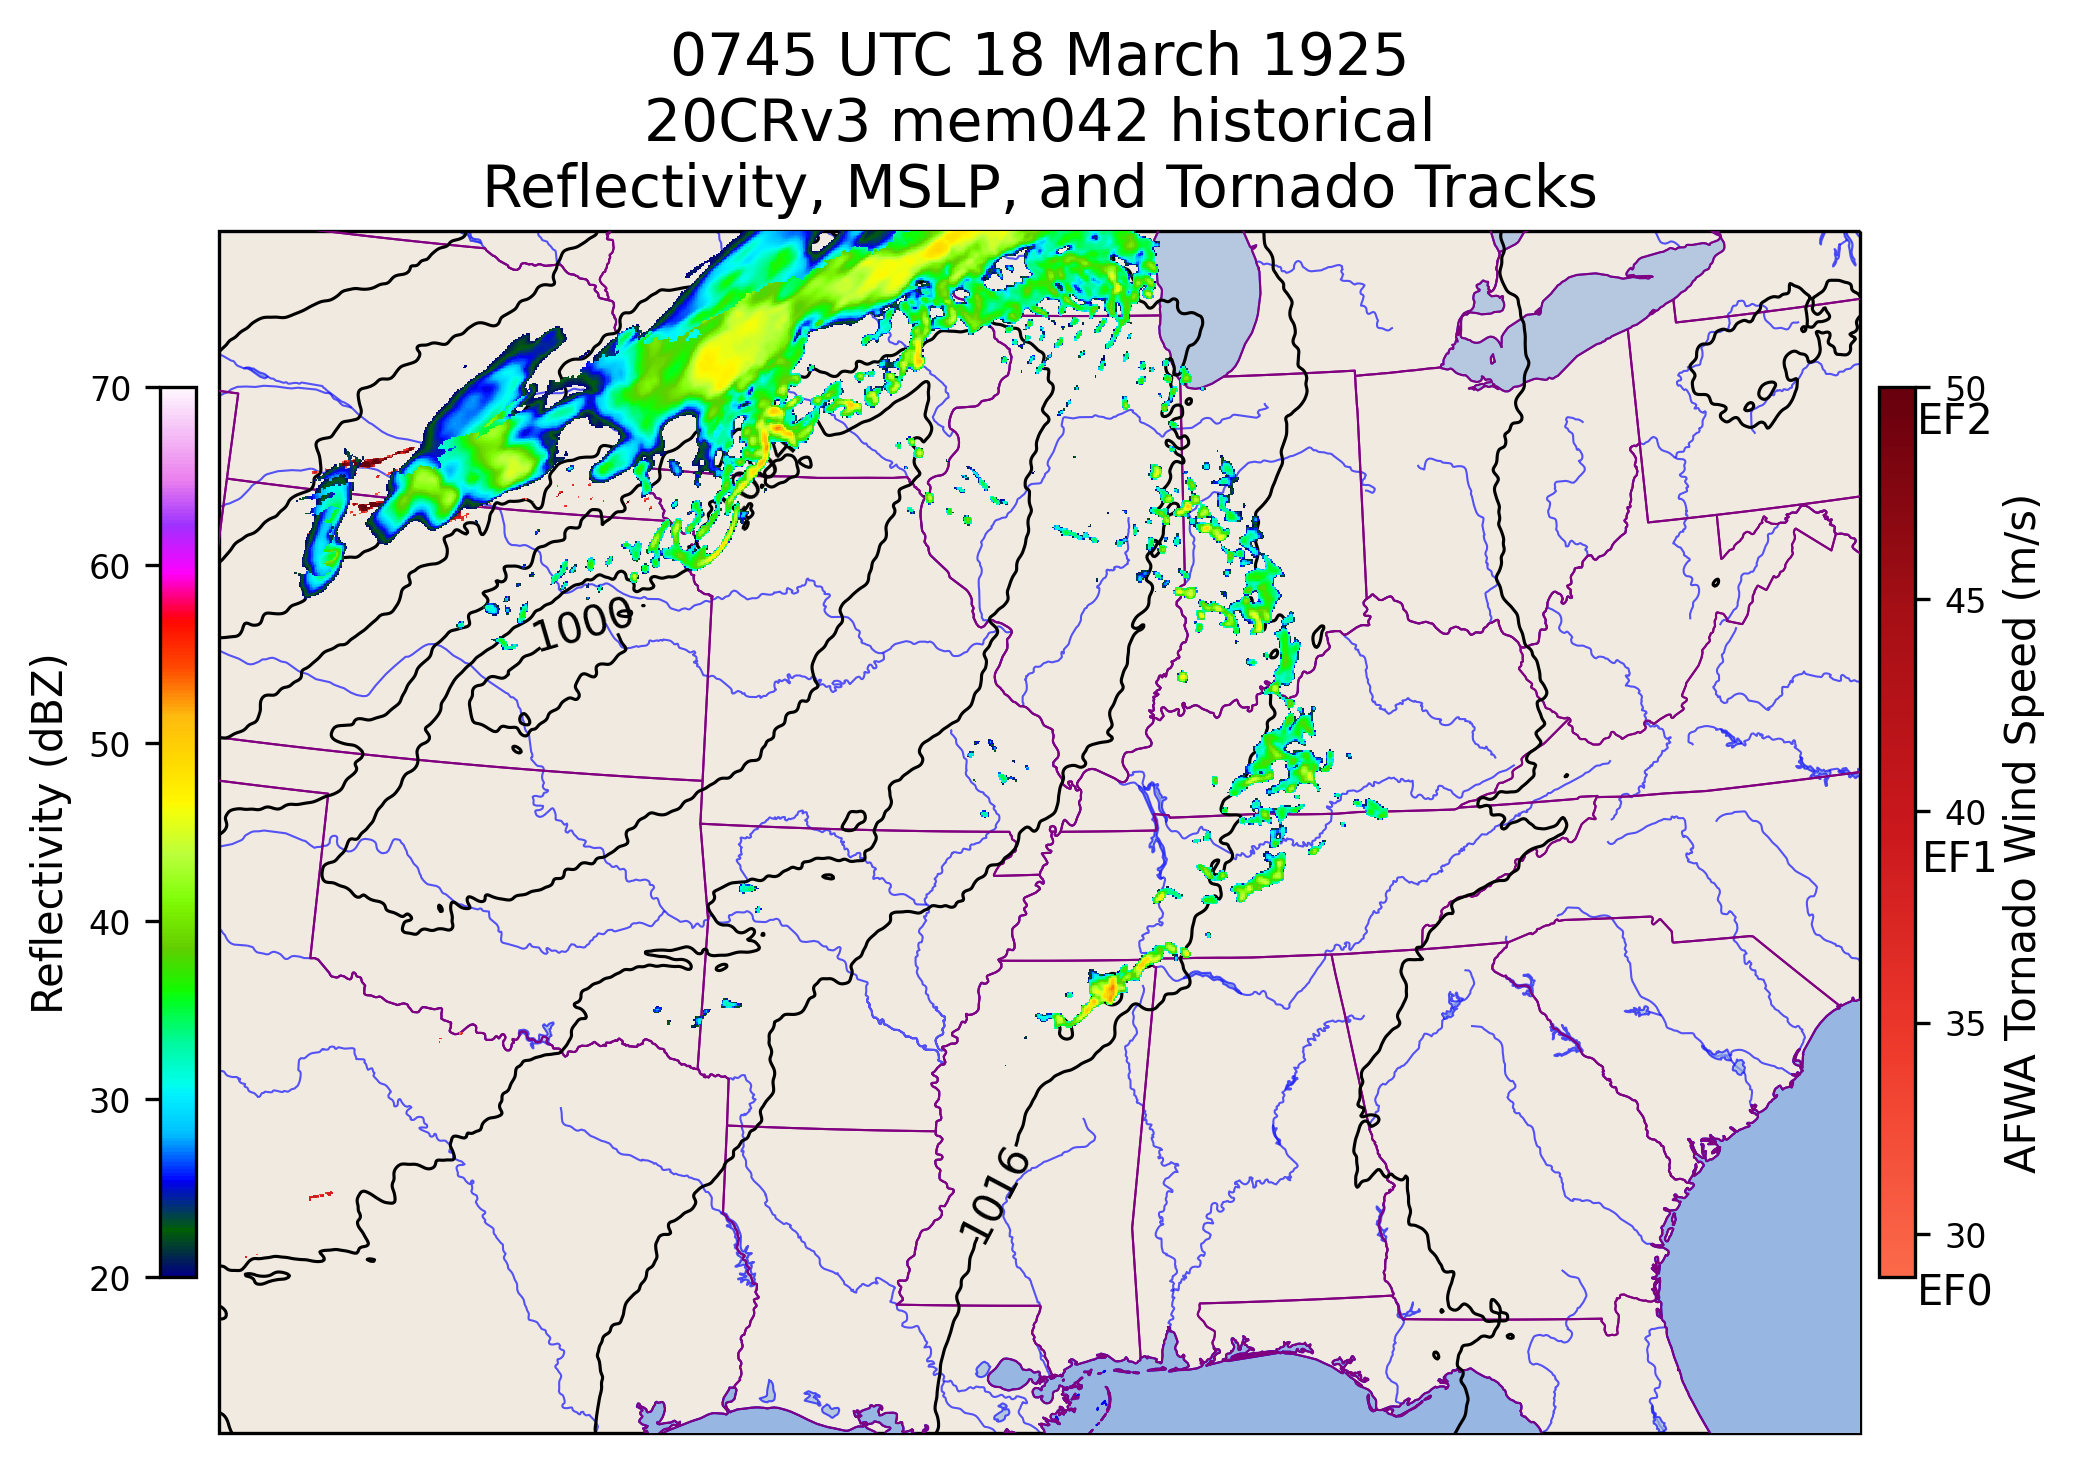 0745 UTC 18 March 1925
20CRv3 mem042 historical
Reflectivity, MSLP, and Tornado Tracks
70
60
50
40
30
20
Reflectivity (dBZ)
1000
1016
50
EF2
45
40
EF1
35
30
EF0
AFWA Tornado Wind Speed (m/s)